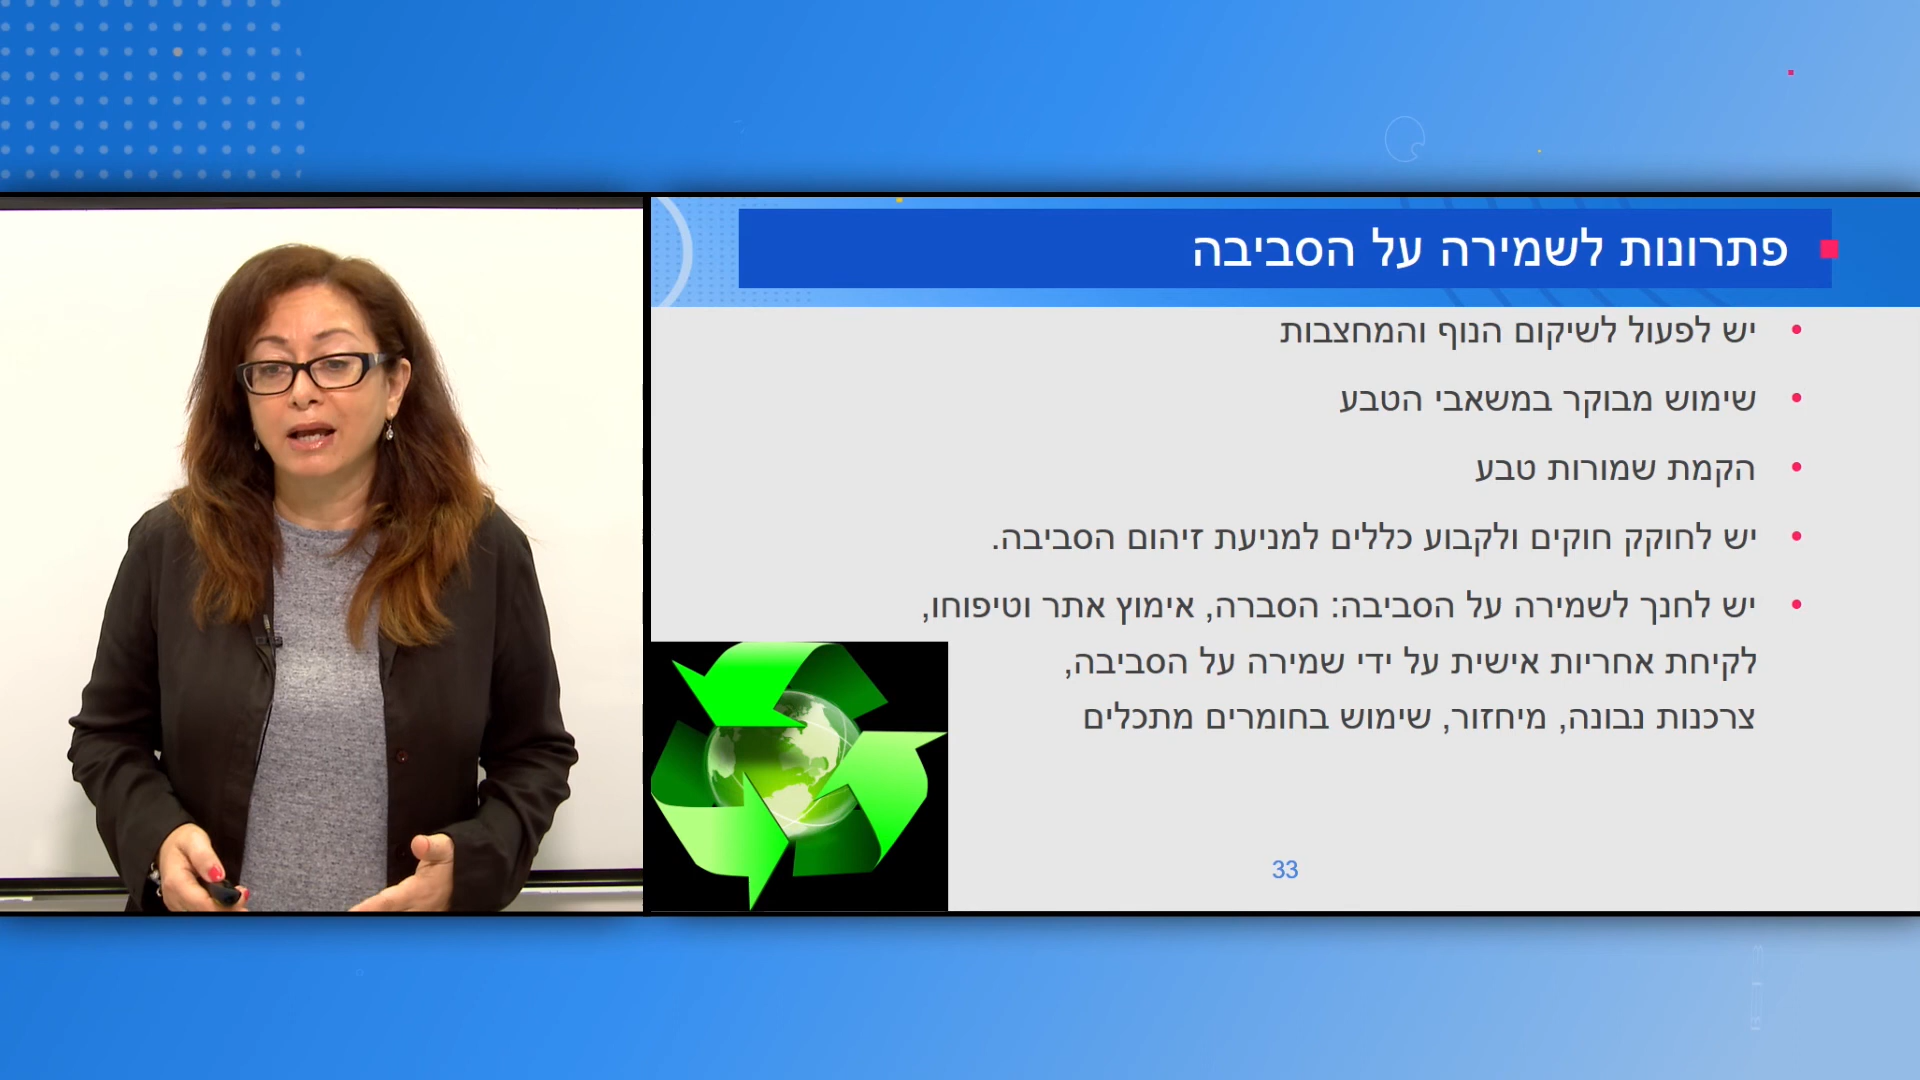 פתרונות לשמירה על הסביבה
יש לפעול לשיקום הנוף והמחצבות
שימוש מבוקר במשאבי הטבע
הקמת שמורות טבע
יש לחוקק חוקים ולקבוע כללים למניעת זיהום הסביבה.
יש לחנך לשמירה על הסביבה: הסברה, אימוץ אתר וטיפוחו,
לקיחת אחריות אישית על ידי שמירה על הסביבה,
צרכנות נבונה, מיחזור, שימוש בחומרים מתכלים
33